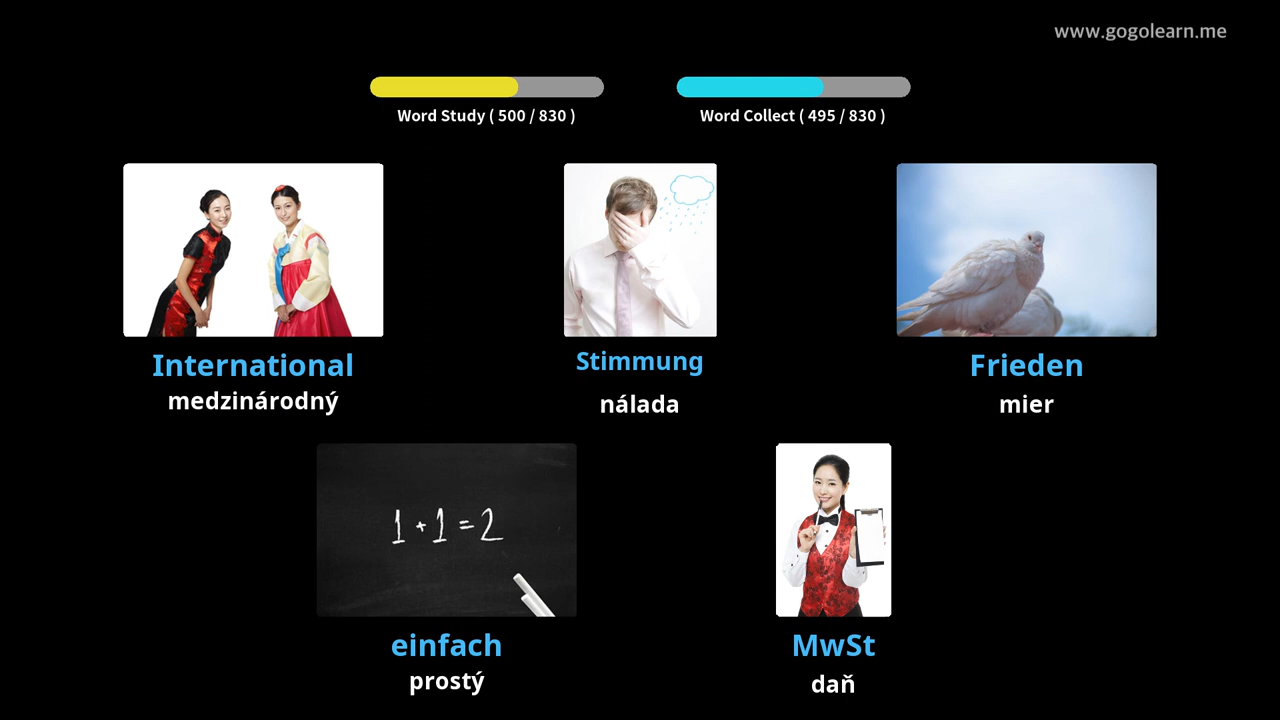 www.gogolearn.me
Word Study ( 500 / 830 )
Word Collect ( 495 / 830 )
International
medzinárodný
Stimmung
nálada
Frieden
mier
1+1=2
einfach
prostý
MwSt
daň